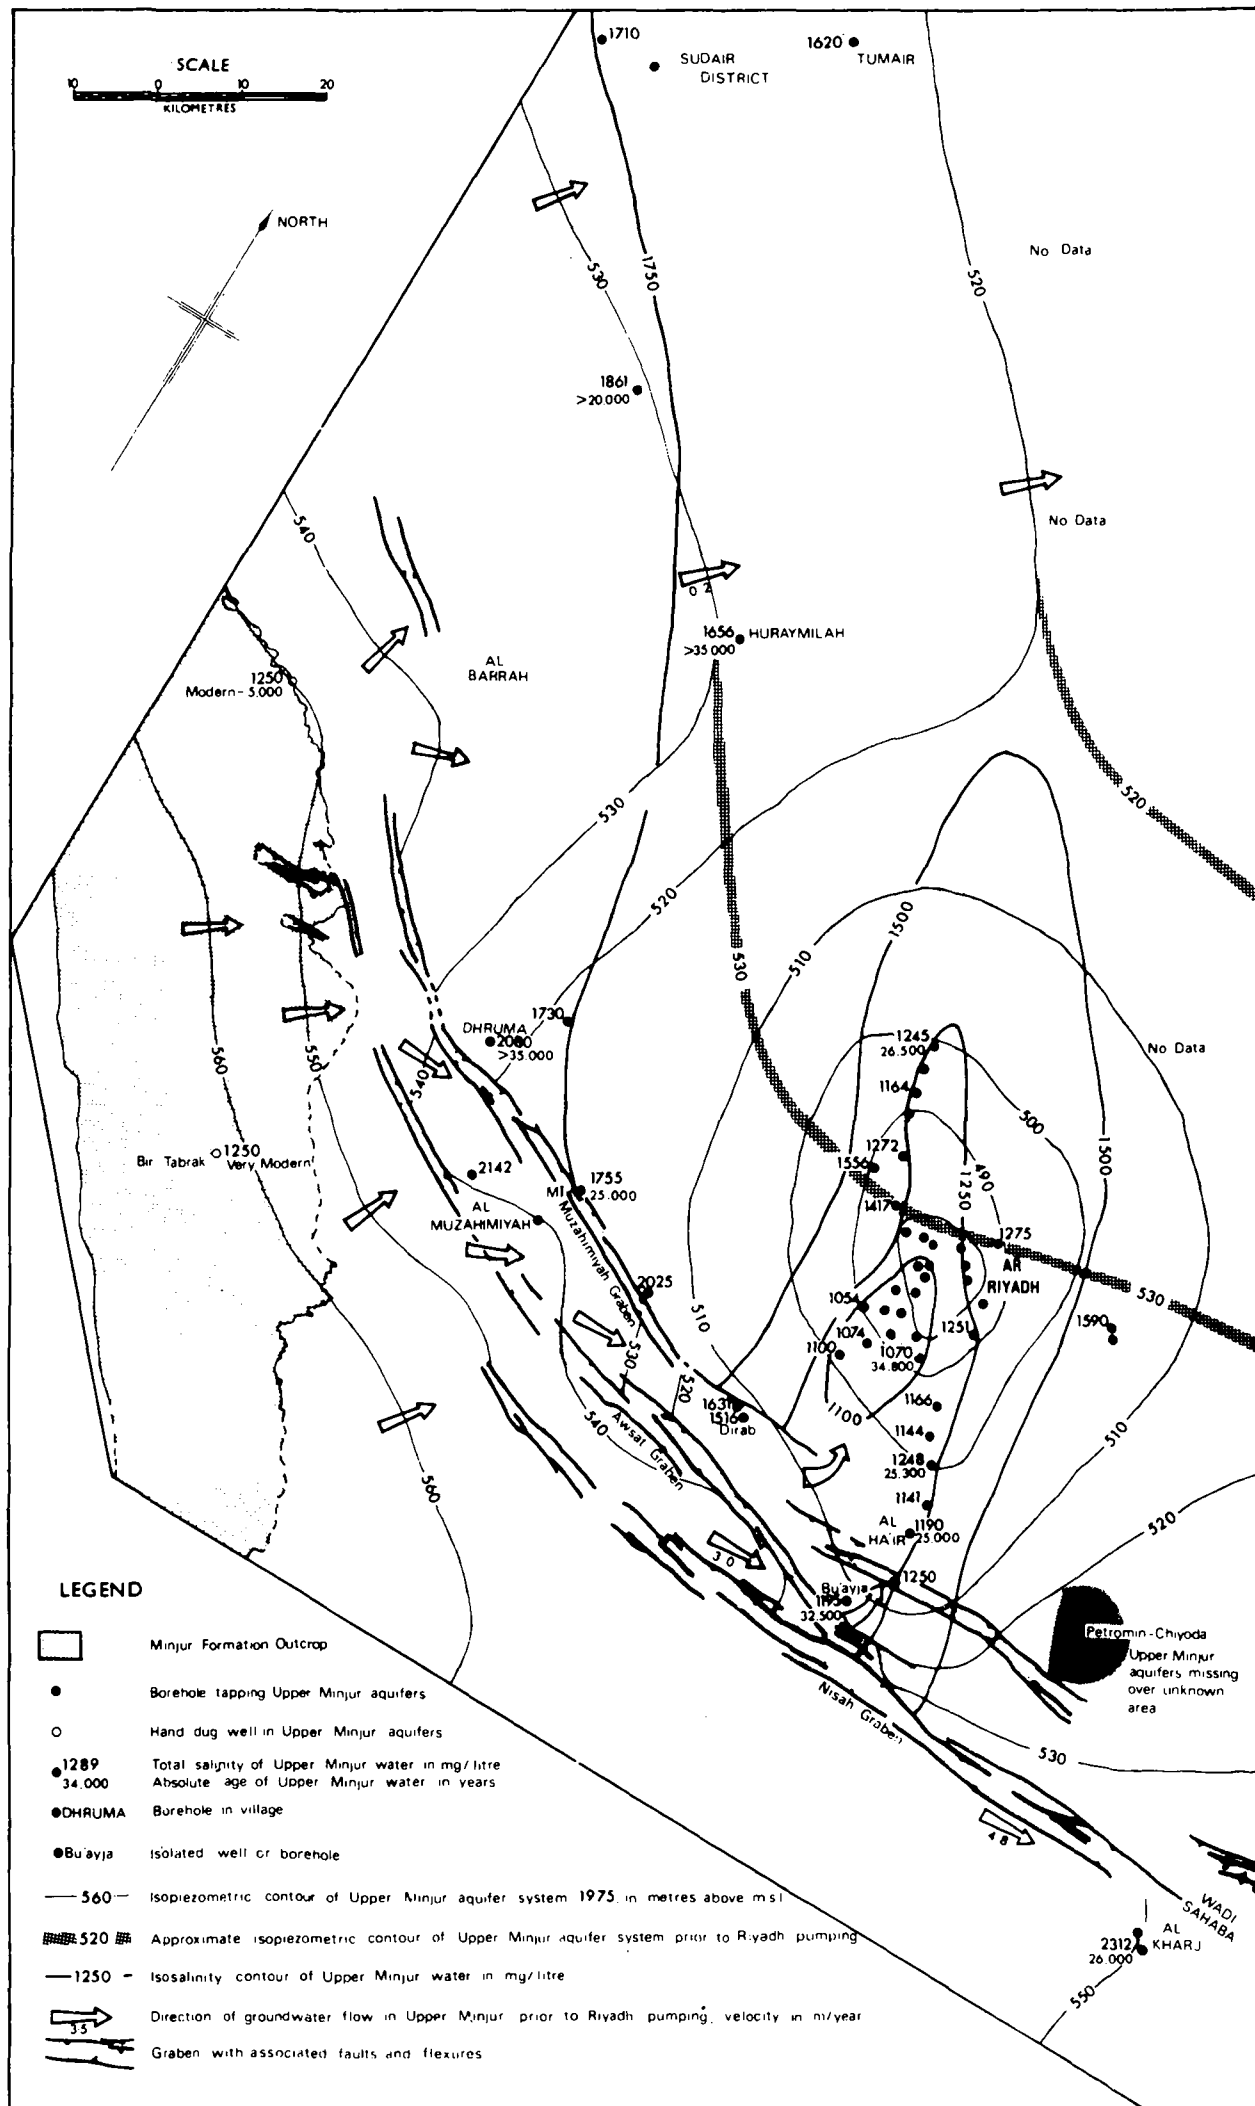 SCALE
10 0 10 20
KILOMETRES
1710
SUDAIR
DISTRICT
1620
TUMAIR
NORTH
530
1750
520
No Data
1861
>20.000
540
No Data
0.2
1656
HURAYMILAH
>35.000
AL
BARRAH
1250
Modern - 5.000
530
520
520
1500
510
530
1730
DHRUMA
2080
>35.000
1245
26.500
No Data
560
550
540
1164
500
Bir Tabrak
1250
Very Modern
1272
1556
490
1250
1500
2142
MT
1755
25.000
1417
AL
MUZAHIMIYAH
Muzahimiyah Graben
1275
AR
RIYADH
530
2025
1054
510
1074
1251
1590
1100
1070
34.800
530
520
1631
1516
Dirab
1100
1166
540
Awsat Graben
1144
510
1248
25.300
560
1141
520
AL
HA'IR
1190
25.000
3.0
1250
Bu'ayja
1195
32.500
Petromin - Chiyoda
Upper Minjur
aquifers missing
over unknown
area
Nisah Graben
530
4.8
WADI
SAHABA
AL
KHARJ
2312
26.000
550
LEGEND
Minjur Formation Outcrop
Borehole tapping Upper Minjur aquifers
Hand dug well in Upper Minjur aquifers
1289 Total salinity of Upper Minjur water in mg/litre
34.000 Absolute age of Upper Minjur water in years
DHRUMA Borehole in village
Bu'ayja Isolated well or borehole
560 Isopiezometric contour of Upper Minjur aquifer system 1975, in metres above m s l
520 Approximate isopiezometric contour of Upper Minjur aquifer system prior to Riyadh pumping
1250 Isosalinity contour of Upper Minjur water in mg/litre
Direction of groundwater flow in Upper Minjur prior to Riyadh pumping, velocity in m/year
3.5
Graben with associated faults and flexures